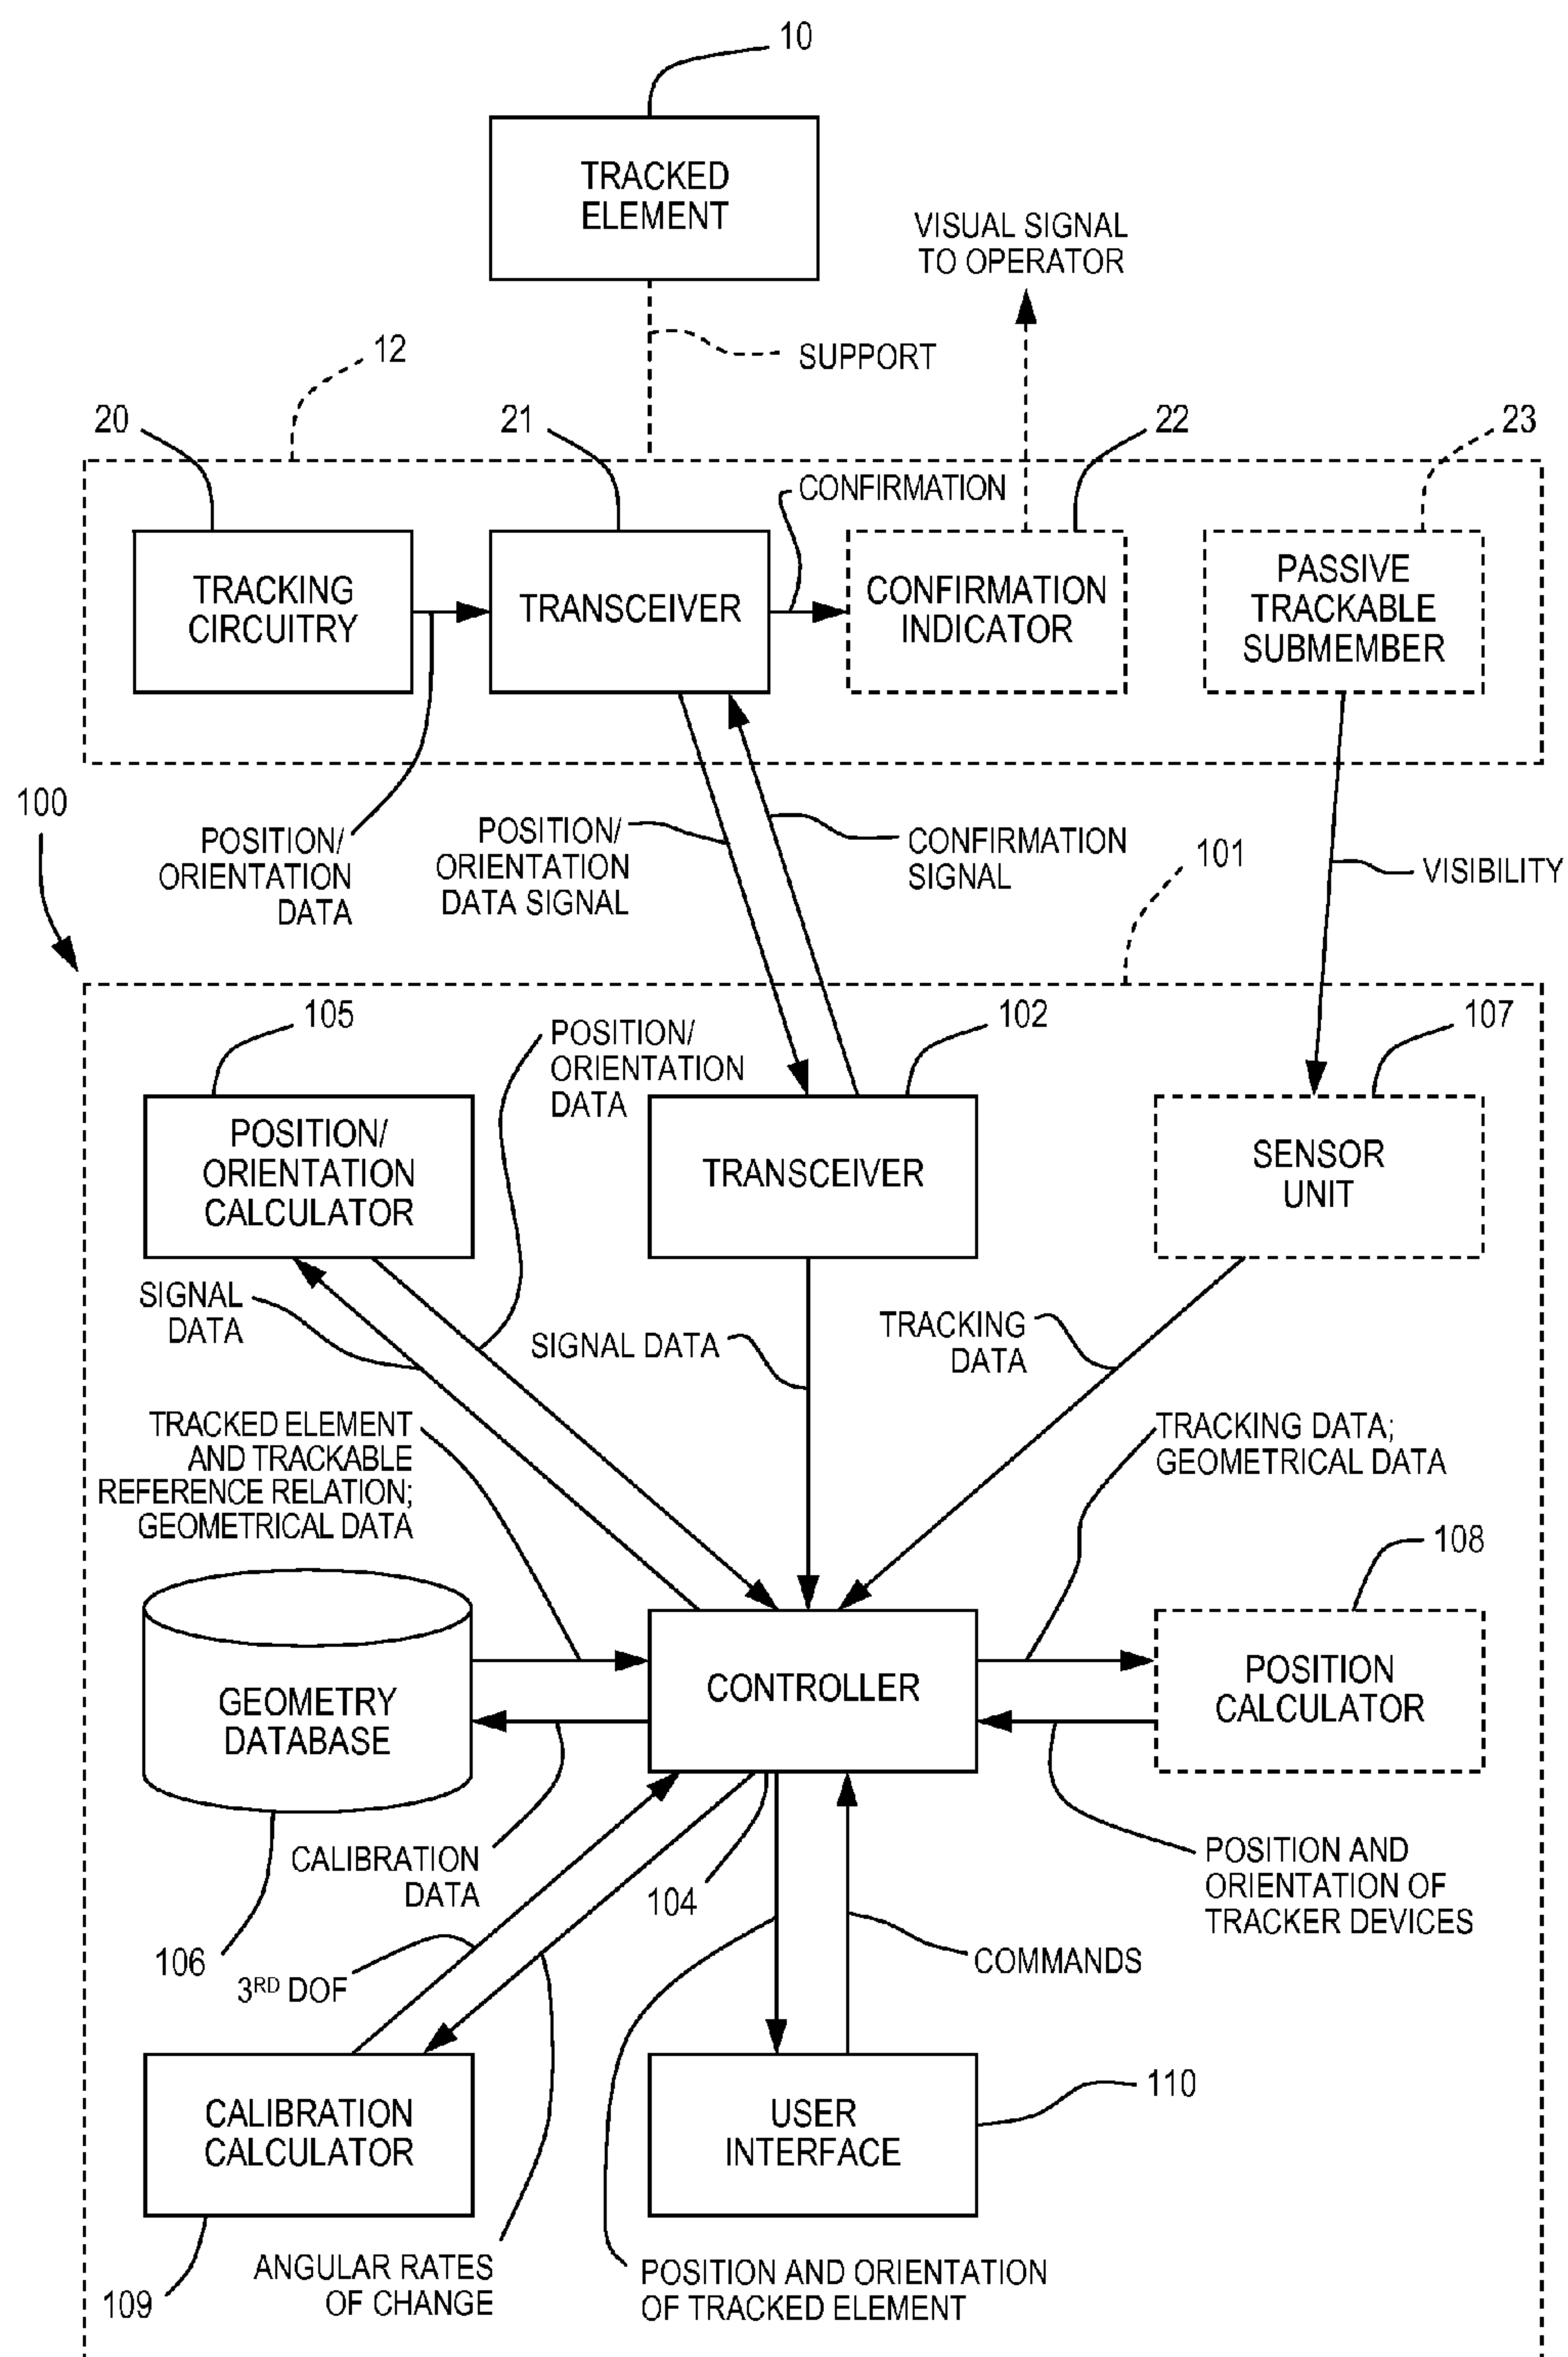 10
TRACKED
ELEMENT
VISUAL SIGNAL
TO OPERATOR
12
SUPPORT
20
21
22
23
CONFIRMATION
TRACKING
CIRCUITRY
TRANSCEIVER
CONFIRMATION
INDICATOR
PASSIVE
TRACKABLE
SUBMEMBER
100
POSITION/
ORIENTATION
DATA
POSITION/
ORIENTATION
DATA SIGNAL
CONFIRMATION
SIGNAL
101
VISIBILITY
105
POSITION/
ORIENTATION
DATA
102
107
POSITION/
ORIENTATION
CALCULATOR
TRANSCEIVER
SENSOR
UNIT
SIGNAL
DATA
SIGNAL DATA
TRACKING
DATA
TRACKED ELEMENT
AND TRACKABLE
REFERENCE RELATION;
GEOMETRICAL DATA
TRACKING DATA;
GEOMETRICAL DATA
108
GEOMETRY
DATABASE
CONTROLLER
POSITION
CALCULATOR
CALIBRATION
DATA
104
POSITION AND
ORIENTATION OF
TRACKER DEVICES
106
3RD DOF
COMMANDS
CALIBRATION
CALCULATOR
USER
INTERFACE
110
109
ANGULAR RATES
OF CHANGE
POSITION AND ORIENTATION
OF TRACKED ELEMENT